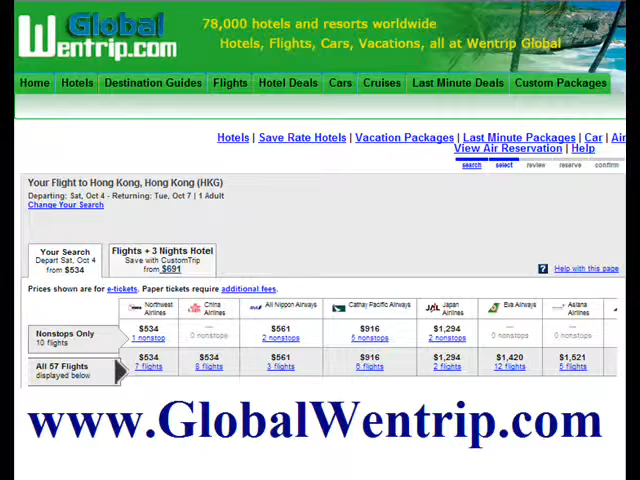 Global
Wentrip.com
78,000 hotels and resorts worldwide
Hotels, Flights, Cars, Vacations, all at Wentrip Global
Home Hotels Destination Guides Flights Hotel Deals Cars Cruises Last Minute Deals Custom Packages
Hotels | Save Rate Hotels | Vacation Packages | Last Minute Packages | Car | Air
View Air Reservation | Help
search select review reserve confirm
Your Flight to Hong Kong, Hong Kong (HKG)
Departing: Sat, Oct 4 - Returning: Tue, Oct 7 | 1 Adult
Change Your Search
Your Search
Depart Sat, Oct 4
from $534
Flights + 3 Nights Hotel
Save with CustomTrip
from $691
? Help with this page
Prices shown are for e-tickets. Paper tickets require additional fees.
Northwest Airlines China Airlines All Nippon Airways Cathay Pacific Airways JAL Japan Airlines Eva Airways Asiana Airlines
Nonstops Only $534 — $561 $916 $1,294 — —
10 flights 1 nonstop 0 nonstops 2 nonstops 5 nonstops 2 nonstops 0 nonstops 0 nonstops
All 57 Flights $534 $534 $561 $916 $1,294 $1,420 $1,521
displayed below 7 flights 8 flights 3 flights 2 flights 12 flights 5 flights
www.GlobalWentrip.com